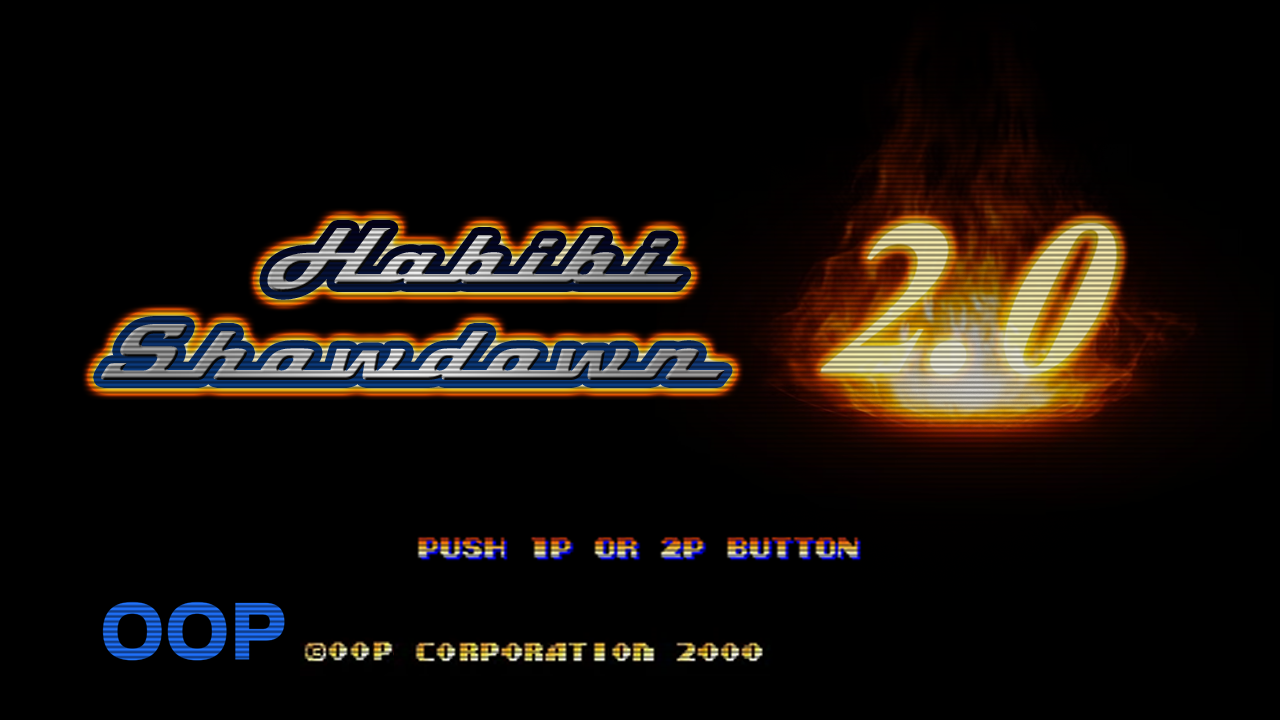 Habibi
Showdown
2.0
PUSH 1P OR 2P BUTTON
OOP
©OOP CORPORATION 2000